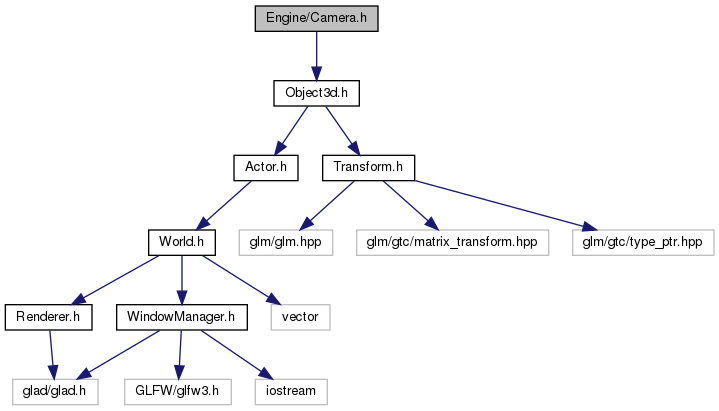 Engine/Camera.h
Object3d.h
Actor.h
Transform.h
World.h
glm/glm.hpp
glm/gtc/matrix_transform.hpp
glm/gtc/type_ptr.hpp
Renderer.h
WindowManager.h
vector
glad/glad.h
GLFW/glfw3.h
iostream